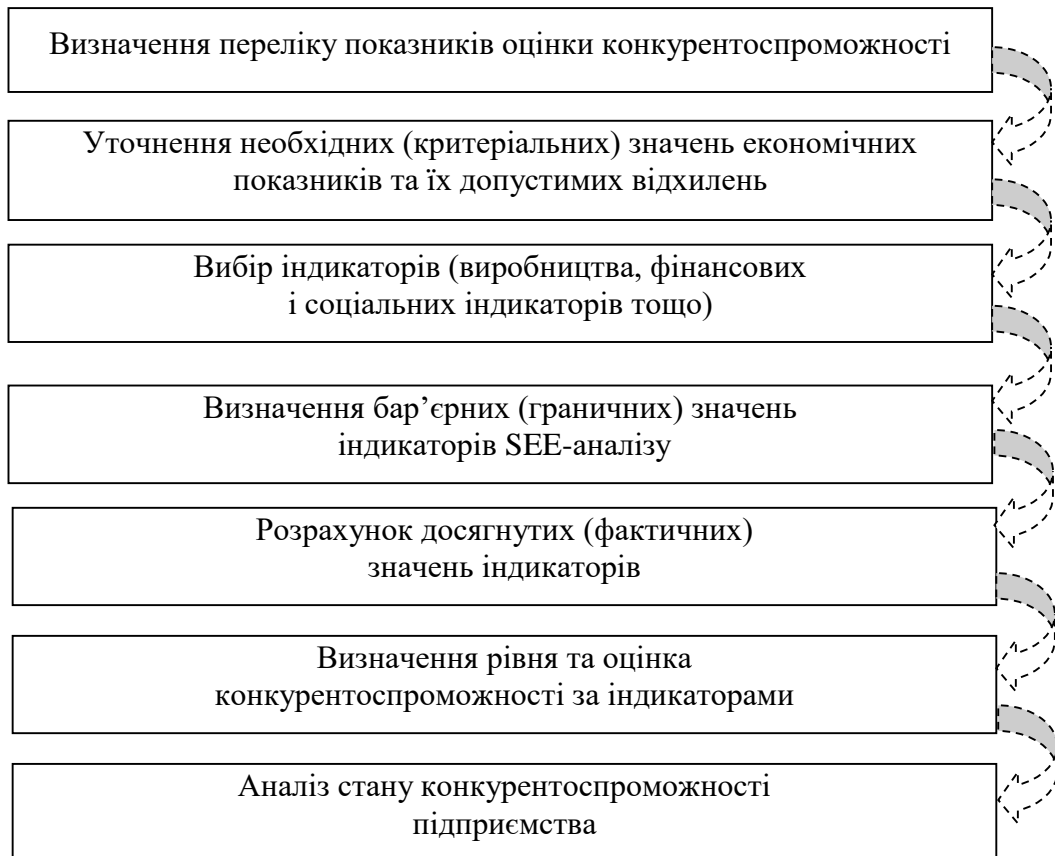 Визначення переліку показників оцінки конкурентоспроможності
Уточнення необхідних (критеріальних) значень економічних
показників та їх допустимих відхилень
Вибір індикаторів (виробництва, фінансових
і соціальних індикаторів тощо)
Визначення бар’єрних (граничних) значень
індикаторів SEE-аналізу
Розрахунок досягнутих (фактичних)
значень індикаторів
Визначення рівня та оцінка
конкурентоспроможності за індикаторами
Аналіз стану конкурентоспроможності
підприємства